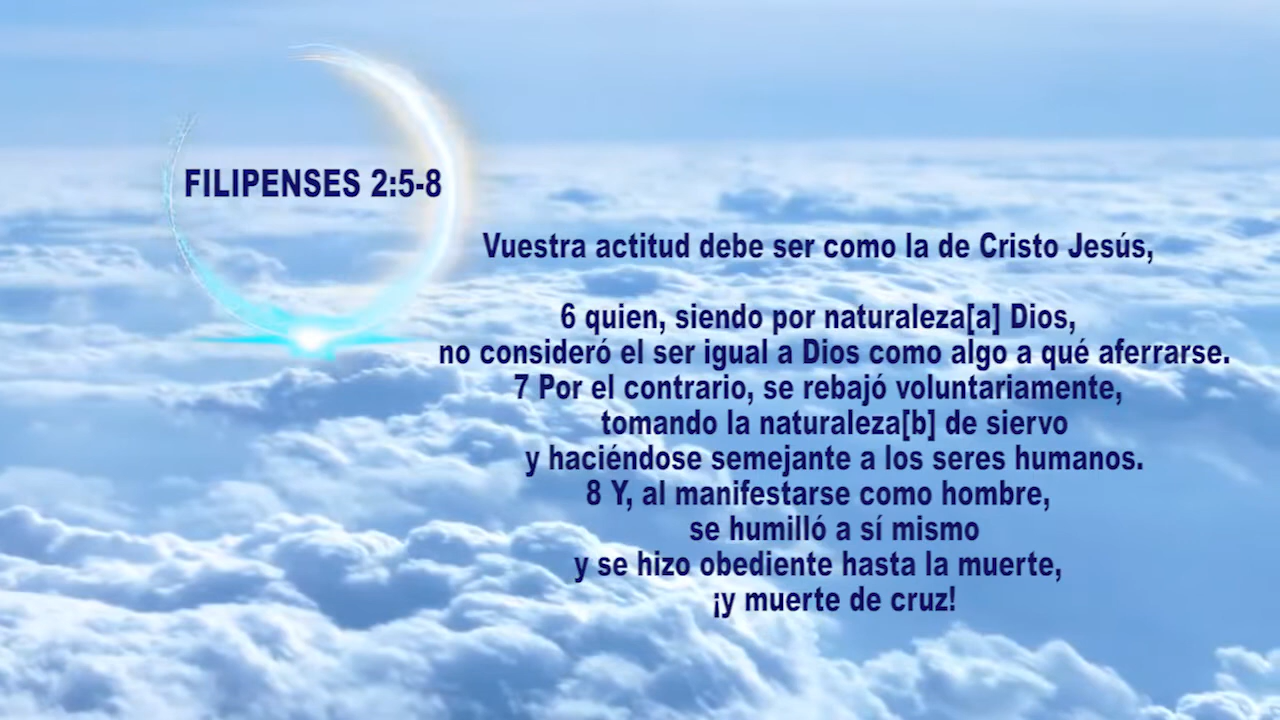 FILIPENSES 2:5-8
Vuestra actitud debe ser como la de Cristo Jesús,
6 quien, siendo por naturaleza[a] Dios,
no consideró el ser igual a Dios como algo a qué aferrarse.
7 Por el contrario, se rebajó voluntariamente,
tomando la naturaleza[b] de siervo
y haciéndose semejante a los seres humanos.
8 Y, al manifestarse como hombre,
se humilló a sí mismo
y se hizo obediente hasta la muerte,
¡y muerte de cruz!